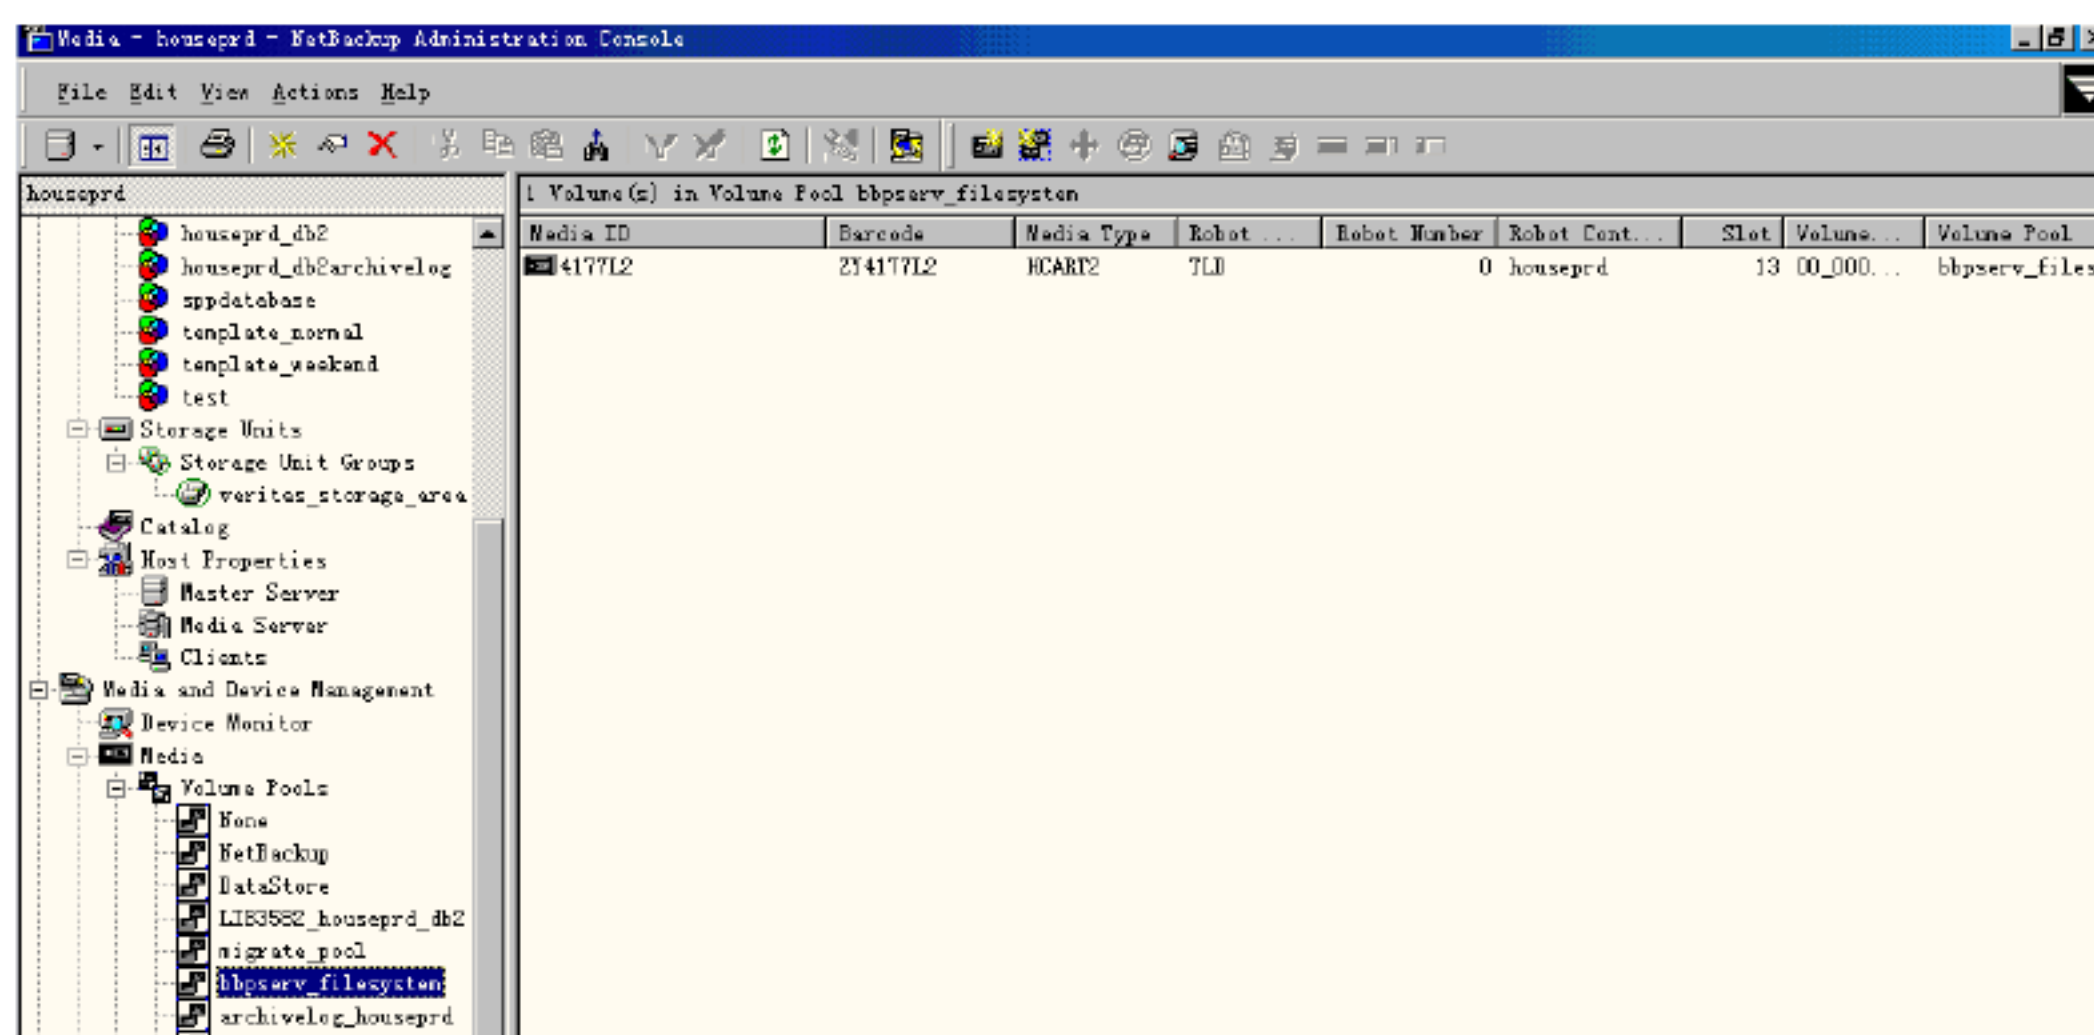 Media - houseprd - NetBackup Administration Console
File Edit View Actions Help
houseprd
1 Volume(s) in Volume Pool bbpserv_filesystem
Media ID Barcode Media Type Robot ... Robot Number Robot Cont... Slot Volume... Volume Pool
4177L2 ZY4177L2 HCART2 TLD 0 houseprd 13 00_000... bbpserv_files
houseprd_db2
houseprd_db2archivelog
sppdatabase
template_normal
template_weekend
test
Storage Units
Storage Unit Groups
veritas_storage_area
Catalog
Host Properties
Master Server
Media Server
Clients
Media and Device Management
Device Monitor
Media
Volume Pools
None
NetBackup
DataStore
LIB3582_houseprd_db2
migrate_pool
bbpserv_filesystem
archivelog_houseprd